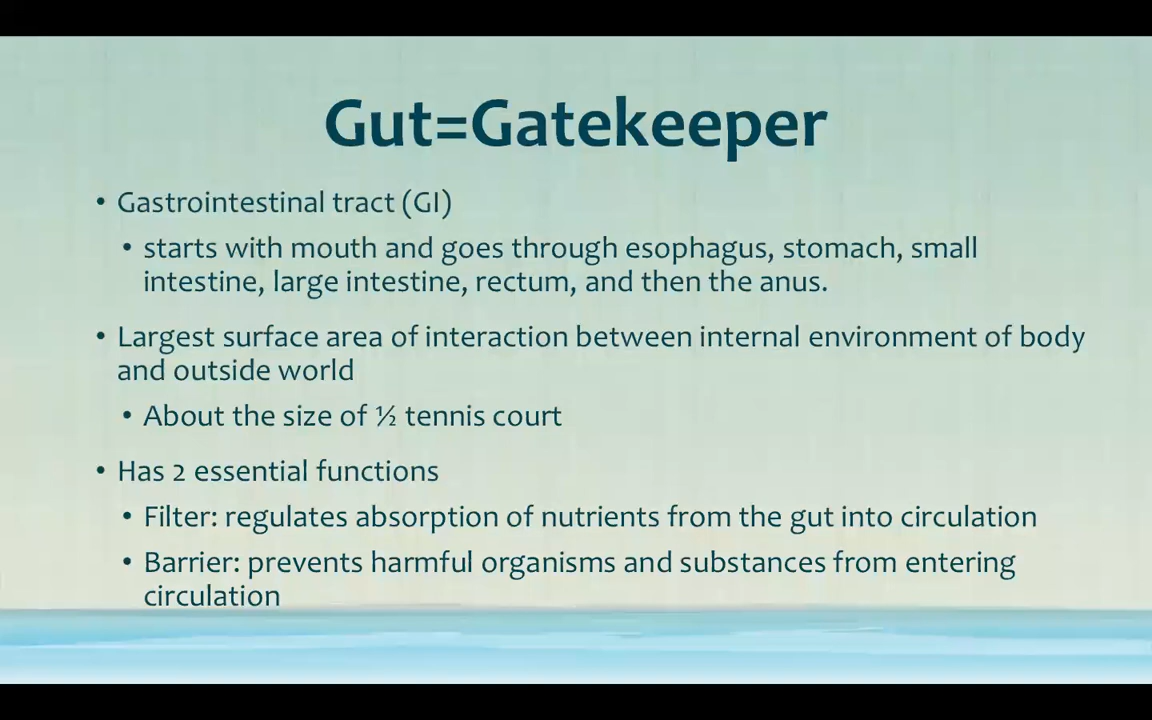 Gut=Gatekeeper
• Gastrointestinal tract (GI)
• starts with mouth and goes through esophagus, stomach, small
intestine, large intestine, rectum, and then the anus.
• Largest surface area of interaction between internal environment of body
and outside world
• About the size of ½ tennis court
• Has 2 essential functions
• Filter: regulates absorption of nutrients from the gut into circulation
• Barrier: prevents harmful organisms and substances from entering
circulation